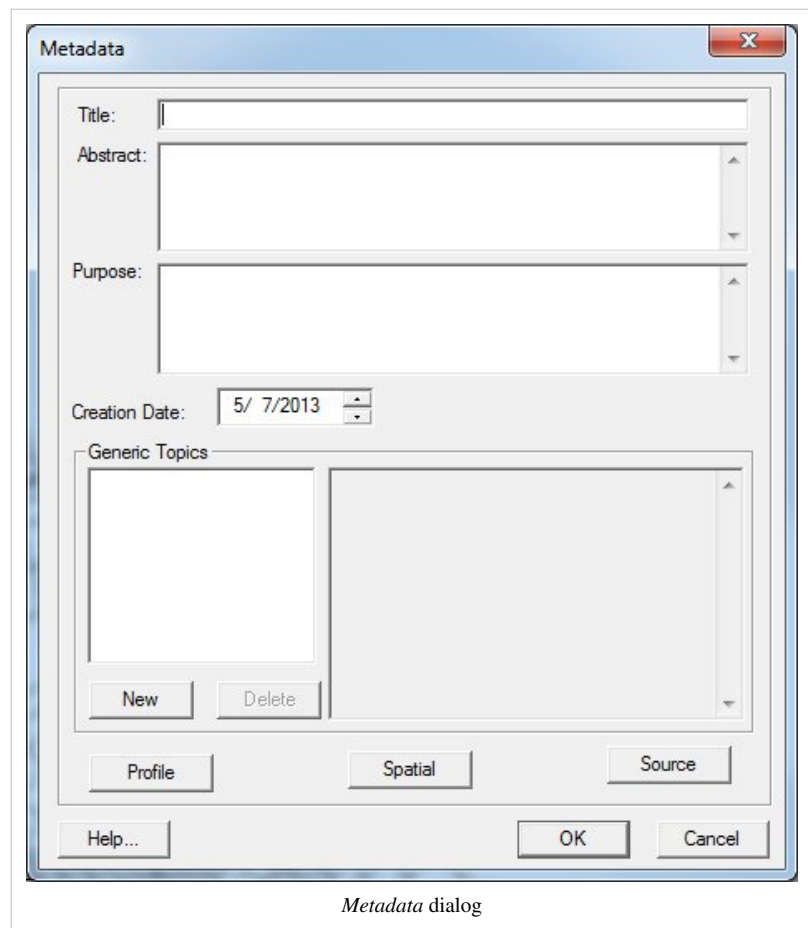 Metadata
Title:
Abstract:
Purpose:
Creation Date: 5/ 7/2013
Generic Topics
New Delete
Profile Spatial Source
Help... OK Cancel
Metadata dialog